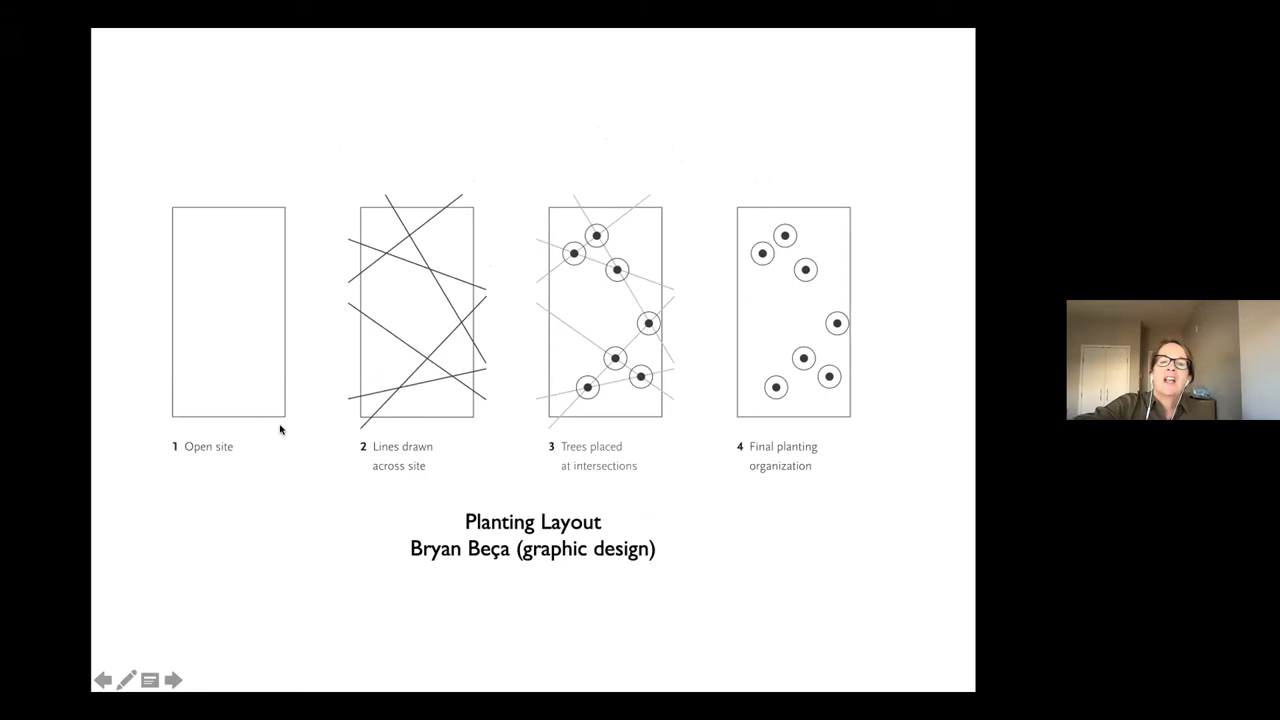 1 Open site
2 Lines drawn
across site
3 Trees placed
at intersections
4 Final planting
organization
Planting Layout
Bryan Beça (graphic design)